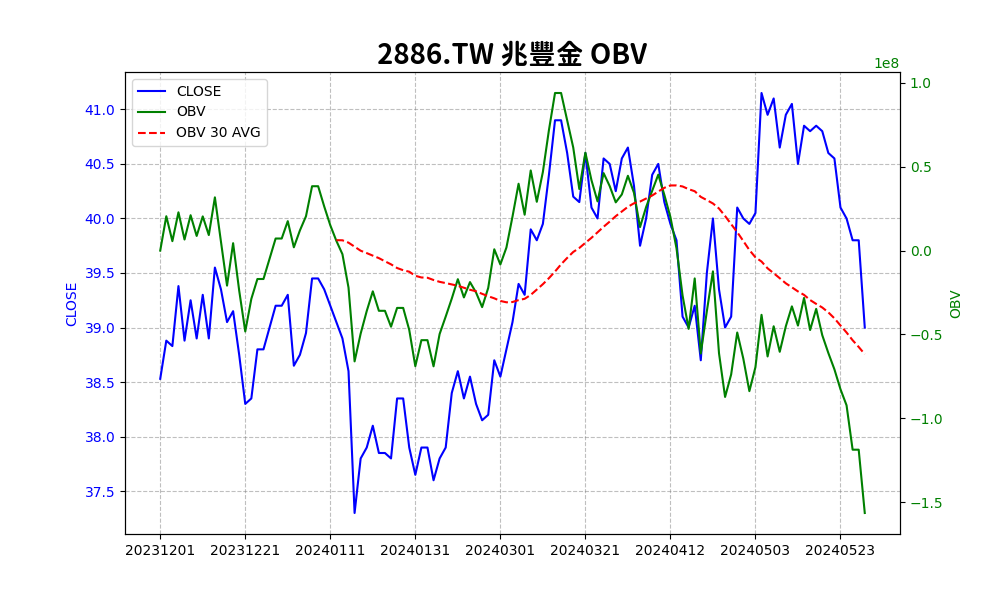 2886.TW 兆豐金 OBV
1e8
CLOSE
OBV
OBV 30 AVG
41.0
40.5
40.0
39.5
39.0
38.5
38.0
37.5
CLOSE
1.0
0.5
0.0
−0.5
−1.0
−1.5
OBV
20231201 20231221 20240111 20240131 20240301 20240321 20240412 20240503 20240523